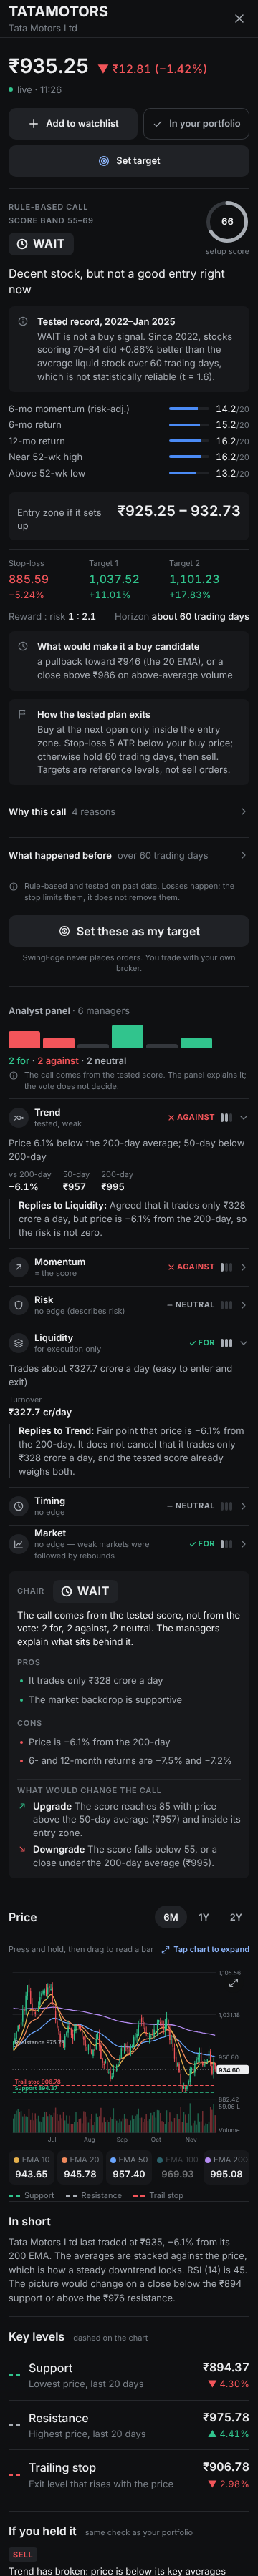 TATAMOTORS
Tata Motors Ltd
₹935.25 ▼ ₹12.81 (−1.42%)
live · 11:26
Add to watchlist
In your portfolio
Set target
RULE-BASED CALL
SCORE BAND 55–69
WAIT
66
setup score
Decent stock, but not a good entry right
now
Tested record, 2022–Jan 2025
WAIT is not a buy signal. Since 2022, stocks
scoring 70–84 did +0.86% better than the
average liquid stock over 60 trading days,
which is not statistically reliable (t = 1.6).
6-mo momentum (risk-adj.) 14.2/20
6-mo return 15.2/20
12-mo return 16.2/20
Near 52-wk high 16.2/20
Above 52-wk low 13.2/20
Entry zone if it sets
up
₹925.25 – 932.73
Stop-loss Target 1 Target 2
885.59 1,037.52 1,101.23
−5.24% +11.01% +17.83%
Reward : risk 1 : 2.1 Horizon about 60 trading days
What would make it a buy candidate
a pullback toward ₹946 (the 20 EMA), or a
close above ₹986 on above-average volume
How the tested plan exits
Buy at the next open only inside the entry
zone. Stop-loss 5 ATR below your buy price;
otherwise hold 60 trading days, then sell.
Targets are reference levels, not sell orders.
Why this call 4 reasons
What happened before over 60 trading days
Rule-based and tested on past data. Losses happen; the
stop limits them, it does not remove them.
Set these as my target
SwingEdge never places orders. You trade with your own
broker.
Analyst panel · 6 managers
2 for · 2 against · 2 neutral
The call comes from the tested score. The panel explains it;
the vote does not decide.
Trend
tested, weak
AGAINST
Price 6.1% below the 200-day average; 50-day below
200-day
vs 200-day 50-day 200-day
−6.1% ₹957 ₹995
Replies to Liquidity: Agreed that it trades only ₹328
crore a day, but price is −6.1% from the 200-day, so
the risk is not zero.
Momentum
= the score
AGAINST
Risk
no edge (describes risk)
NEUTRAL
Liquidity
for execution only
FOR
Trades about ₹327.7 crore a day (easy to enter and
exit)
Turnover
₹327.7 cr/day
Replies to Trend: Fair point that price is −6.1% from
the 200-day. It does not cancel that it trades only
₹328 crore a day, and the tested score already
weighs both.
Timing
no edge
NEUTRAL
Market
no edge — weak markets were
followed by rebounds
FOR
CHAIR WAIT
The call comes from the tested score, not from the
vote: 2 for, 2 against, 2 neutral. The managers
explain what sits behind it.
PROS
It trades only ₹328 crore a day
The market backdrop is supportive
CONS
Price is −6.1% from the 200-day
6- and 12-month returns are −7.5% and −7.2%
WHAT WOULD CHANGE THE CALL
Upgrade The score reaches 85 with price
above the 50-day average (₹957) and inside its
entry zone.
Downgrade The score falls below 55, or a
close under the 200-day average (₹995).
Price 6M 1Y 2Y
Press and hold, then drag to read a bar Tap chart to expand
1,031.18
Resistance 975.78
956.80
934.60
Trail stop 906.78
Support 894.37
882.42
59.06 L
Volume
Jul Aug Sep Oct Nov
EMA 10 EMA 20 EMA 50 EMA 100 EMA 200
943.65 945.78 957.40 969.93 995.08
Support Resistance Trail stop
In short
Tata Motors Ltd last traded at ₹935, −6.1% from its
200 EMA. The averages are stacked against the price,
which is how a steady downtrend looks. RSI (14) is 45.
The picture would change on a close below the ₹894
support or above the ₹976 resistance.
Key levels dashed on the chart
Support ₹894.37
Lowest price, last 20 days ▼ 4.30%
Resistance ₹975.78
Highest price, last 20 days ▲ 4.41%
Trailing stop ₹906.78
Exit level that rises with the price ▼ 2.98%
If you held it same check as your portfolio
SELL
Trend has broken: price is below its key averages